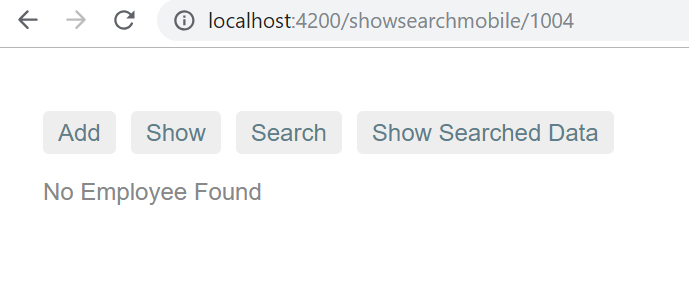 localhost:4200/showsearchmobile/1004
Add Show Search Show Searched Data
No Employee Found